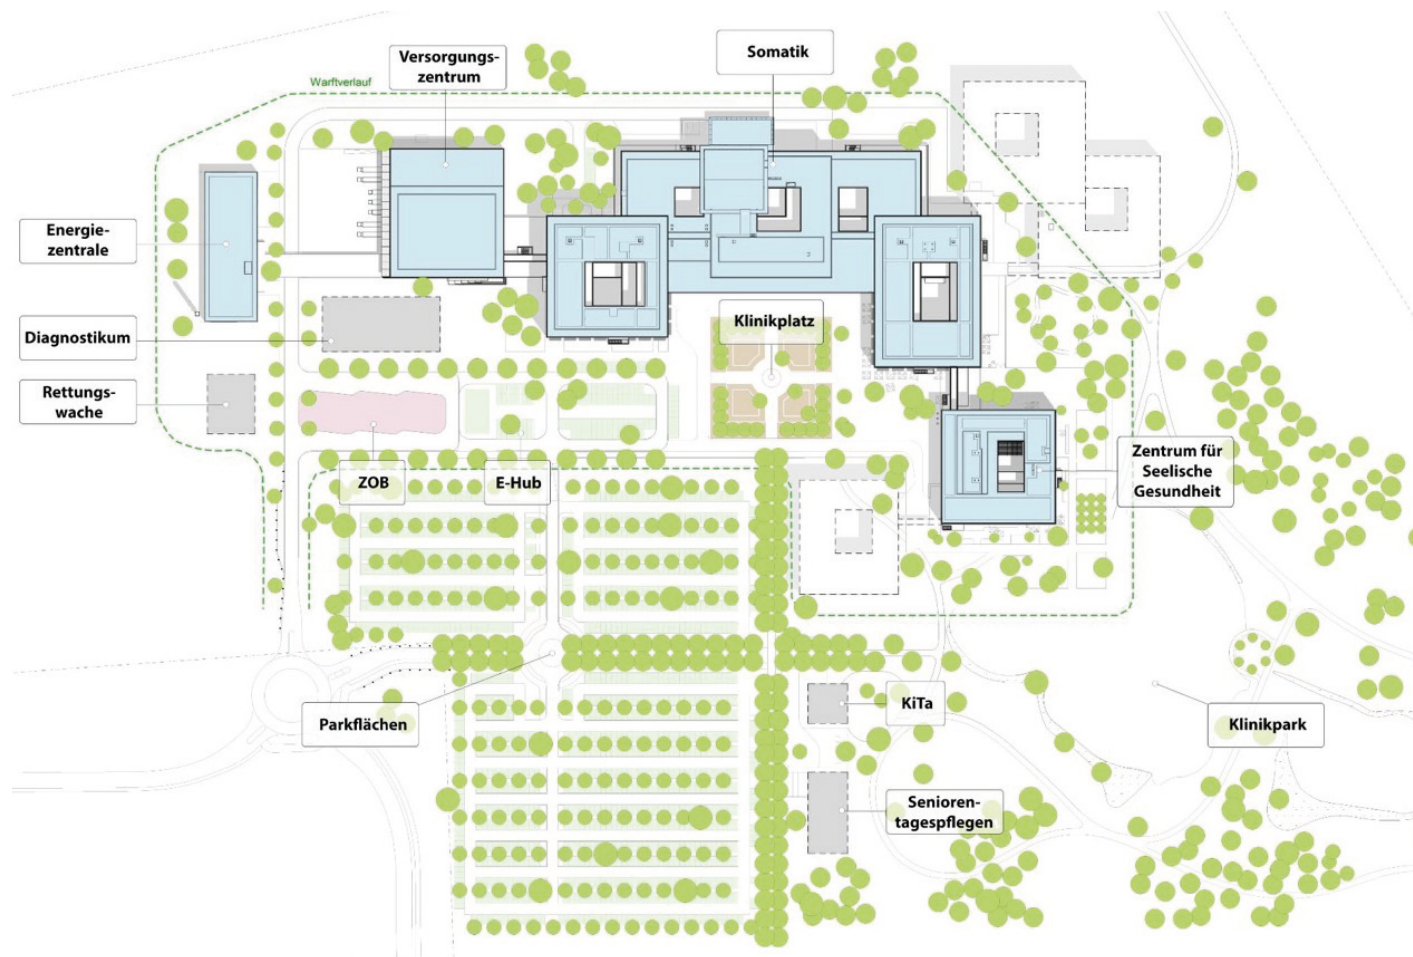 Versorgungs-
zentrum
Somatik
Warftverlauf
Energie-
zentrale
Diagnostikum
Klinikplatz
Rettungs-
wache
ZOB
E-Hub
Zentrum für
Seelische
Gesundheit
Parkflächen
KiTa
Klinikpark
Senioren-
tagespflegen